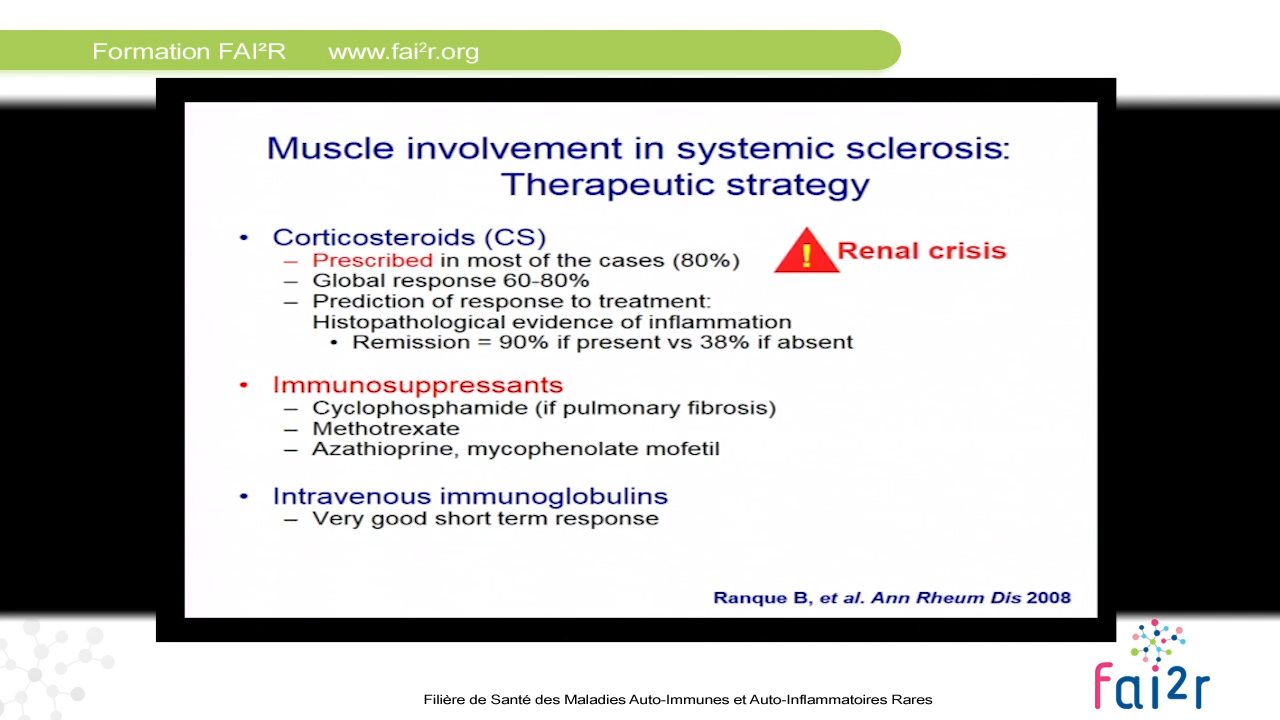 Formation FAI²R www.fai²r.org
Muscle involvement in systemic sclerosis:
Therapeutic strategy
• Corticosteroids (CS)
– Prescribed in most of the cases (80%)
! Renal crisis
– Global response 60-80%
– Prediction of response to treatment:
Histopathological evidence of inflammation
• Remission = 90% if present vs 38% if absent
• Immunosuppressants
– Cyclophosphamide (if pulmonary fibrosis)
– Methotrexate
– Azathioprine, mycophenolate mofetil
• Intravenous immunoglobulins
– Very good short term response
Ranque B, et al. Ann Rheum Dis 2008
fai2r
Filière de Santé des Maladies Auto-Immunes et Auto-Inflammatoires Rares